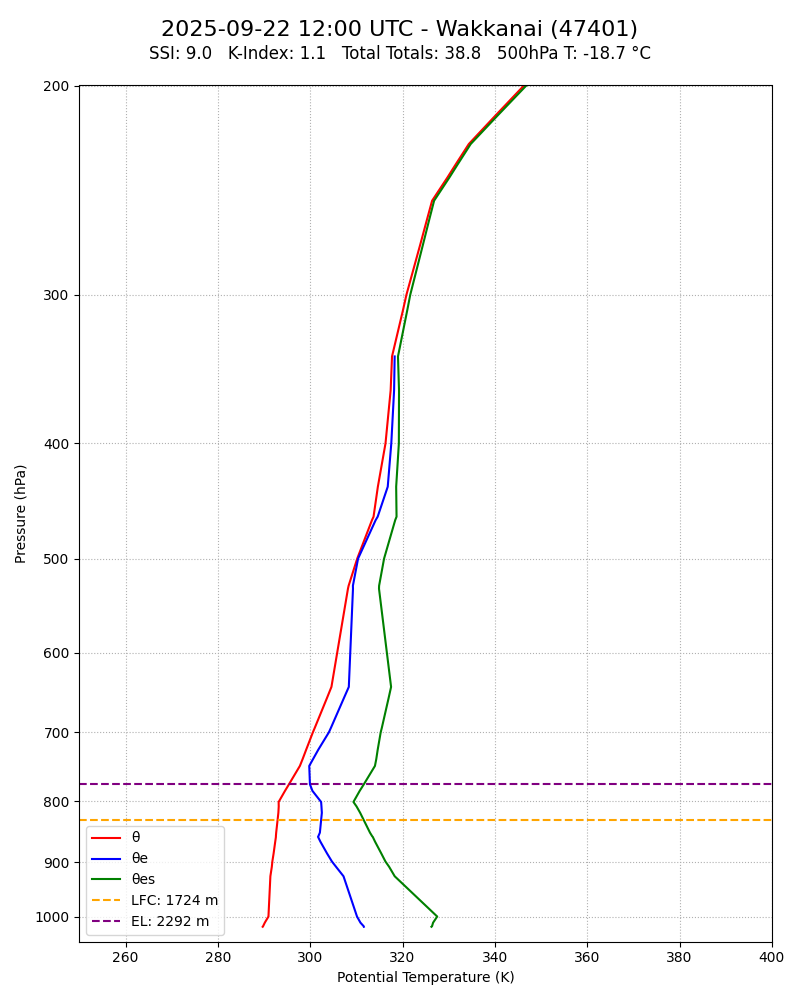 2025-09-22 12:00 UTC - Wakkanai (47401)
SSI: 9.0   K-Index: 1.1   Total Totals: 38.8   500hPa T: -18.7 °C
200
300
400
500
600
700
800
900
1000
Pressure (hPa)
θ
θe
θes
LFC: 1724 m
EL: 2292 m
260 280 300 320 340 360 380 400
Potential Temperature (K)